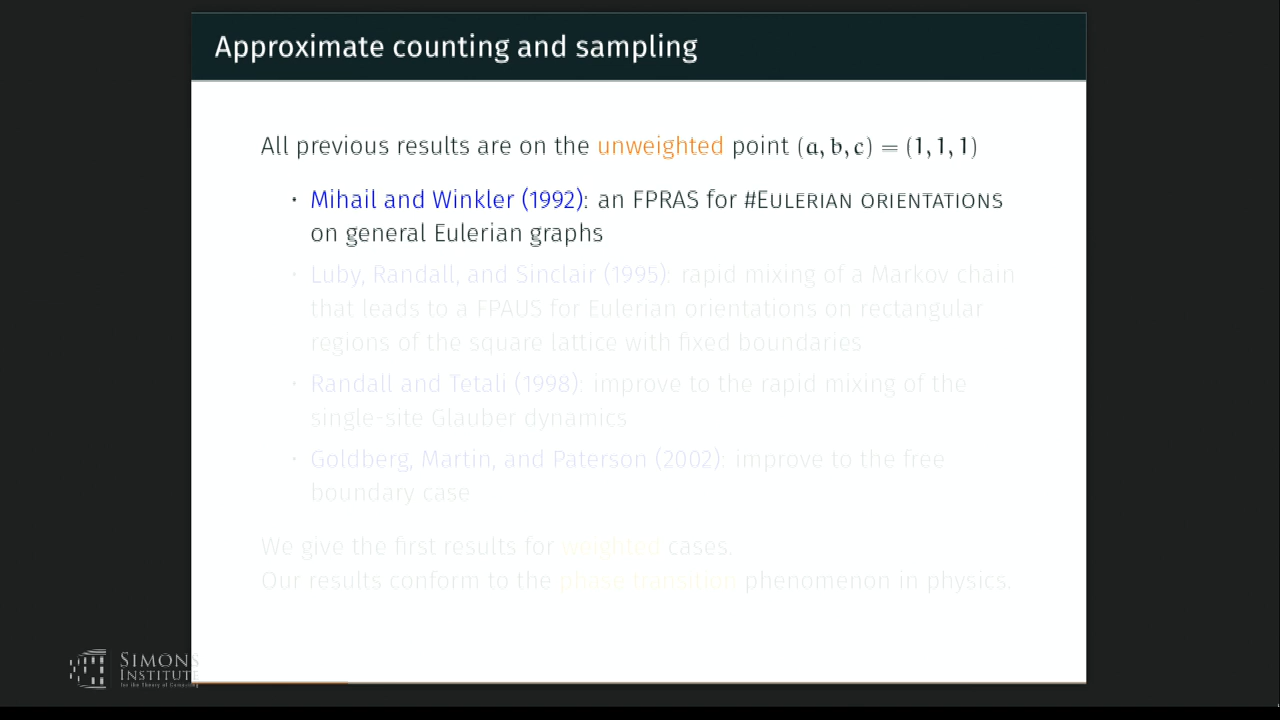 Approximate counting and sampling
All previous results are on the unweighted point (a, b, c) = (1, 1, 1)
· Mihail and Winkler (1992): an FPRAS for #EULERIAN ORIENTATIONS
on general Eulerian graphs
· Luby, Randall, and Sinclair (1995): rapid mixing of a Markov chain
that leads to a FPAUS for Eulerian orientations on rectangular
regions of the square lattice with fixed boundaries
· Randall and Tetali (1998): improve to the rapid mixing of the
single-site Glauber dynamics
· Goldberg, Martin, and Paterson (2002): improve to the free
boundary case
We give the first results for weighted cases.
Our results conform to the phase transition phenomenon in physics.
SIMONS
INSTITUTE
for the Theory of Computing